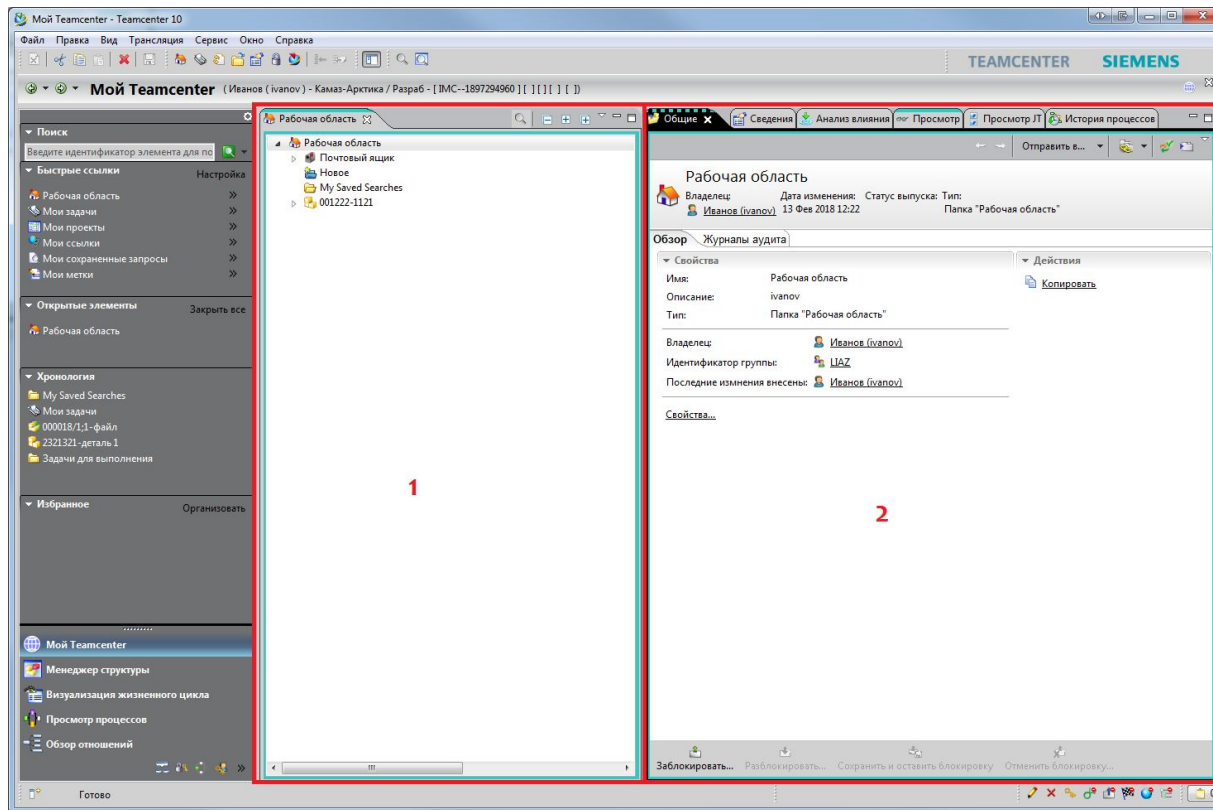 Мой Teamcenter - Teamcenter 10
Файл Правка Вид Трансляция Сервис Окно Справка
TEAMCENTER SIEMENS
Мой Teamcenter (Иванов ( ivanov ) - Камаз-Арктика / Разраб - [ IMC--1897294960 ] [ ] [ ] [ ] [ ])
Поиск
Введите идентификатор элемента для по
Быстрые ссылки Настройка
Рабочая область
Мои задачи
Мои проекты
Мои ссылки
Мои сохраненные запросы
Мои метки
Открытые элементы Закрыть все
Рабочая область
Хронология
My Saved Searches
Мои задачи
000018/1;1-файл
2321321-деталь 1
Задачи для выполнения
Избранное Организовать
Мой Teamcenter
Менеджер структуры
Визуализация жизненного цикла
Просмотр процессов
Обзор отношений
Готово
Рабочая область
Рабочая область
Почтовый ящик
Новое
My Saved Searches
001222-1121
1
Общие Сведения Анализ влияния Просмотр Просмотр JT История процессов
Отправить в...
Рабочая область
Владелец: Дата изменения: Статус выпуска: Тип:
Иванов (ivanov) 13 Фев 2018 12:22 Папка "Рабочая область"
Обзор Журналы аудита
Свойства Действия
Имя: Рабочая область Копировать
Описание: ivanov
Тип: Папка "Рабочая область"
Владелец: Иванов (ivanov)
Идентификатор группы: LIAZ
Последние измнения внесены: Иванов (ivanov)
Свойства...
2
Заблокировать... Разблокировать... Сохранить и оставить блокировку Отменить блокировку...